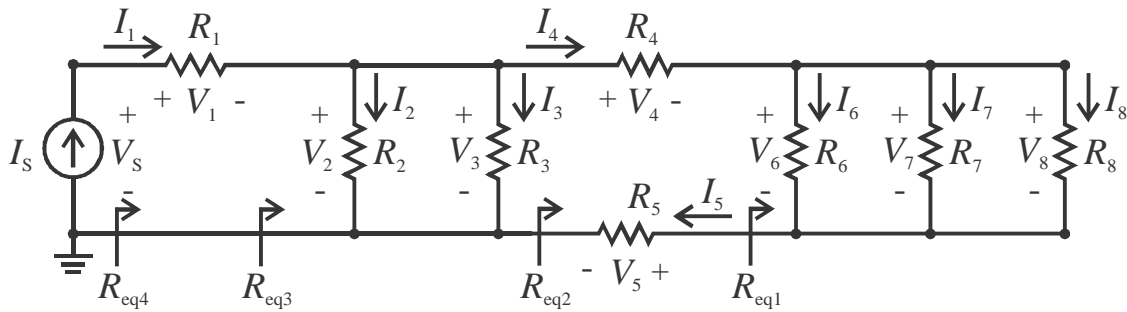 I1 R1 I4 R4
+ V1 - I2 I3 + V4 - I6 I7 I8
IS + VS - + V2 - R2 + V3 - R3 + V6 - R6 + V7 - R7 + V8 - R8
R5 I5
- V5 +
Req4 Req3 Req2 Req1